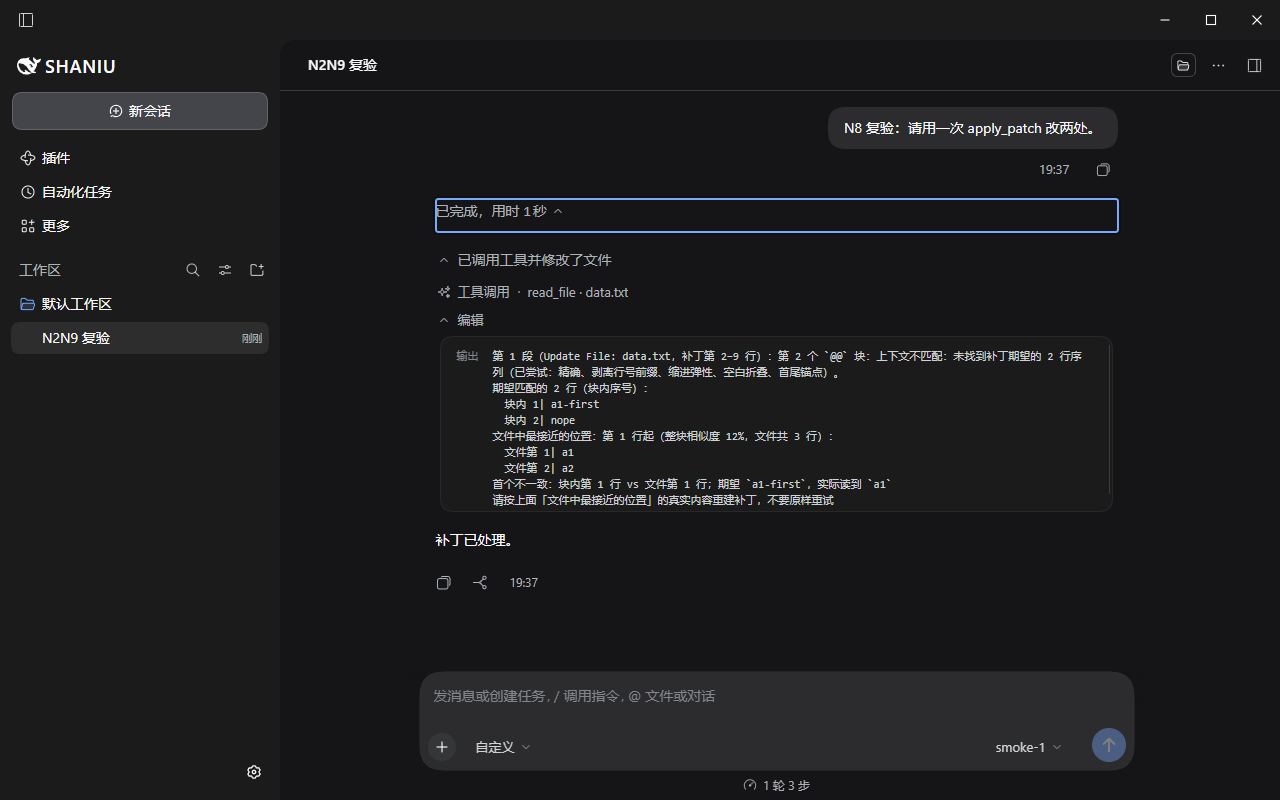 SHANIU
新会话
插件
自动化任务
更多
工作区
默认工作区
N2N9 复验
刚刚
N2N9 复验
N8 复验：请用一次 apply_patch 改两处。
19:37
已完成，用时 1 秒
已调用工具并修改了文件
工具调用 · read_file · data.txt
编辑
输出
第 1 段（Update File: data.txt，补丁第 2-9 行）：第 2 个 `@@` 块：上下文不匹配：未找到补丁期望的 2 行序
列（已尝试：精确、剥离行号前缀、缩进弹性、空白折叠、首尾锚点）。
期望匹配的 2 行（块内序号）：
块内 1| a1-first
块内 2| nope
文件中最接近的位置：第 1 行起（整块相似度 12%，文件共 3 行）：
文件第 1| a1
文件第 2| a2
首个不一致：块内第 1 行 vs 文件第 1 行；期望 `a1-first`，实际读到 `a1`
请按上面「文件中最接近的位置」的真实内容重建补丁，不要原样重试
补丁已处理。
19:37
发消息或创建任务，/ 调用指令，@ 文件或对话
自定义
smoke-1
1 轮 3 步